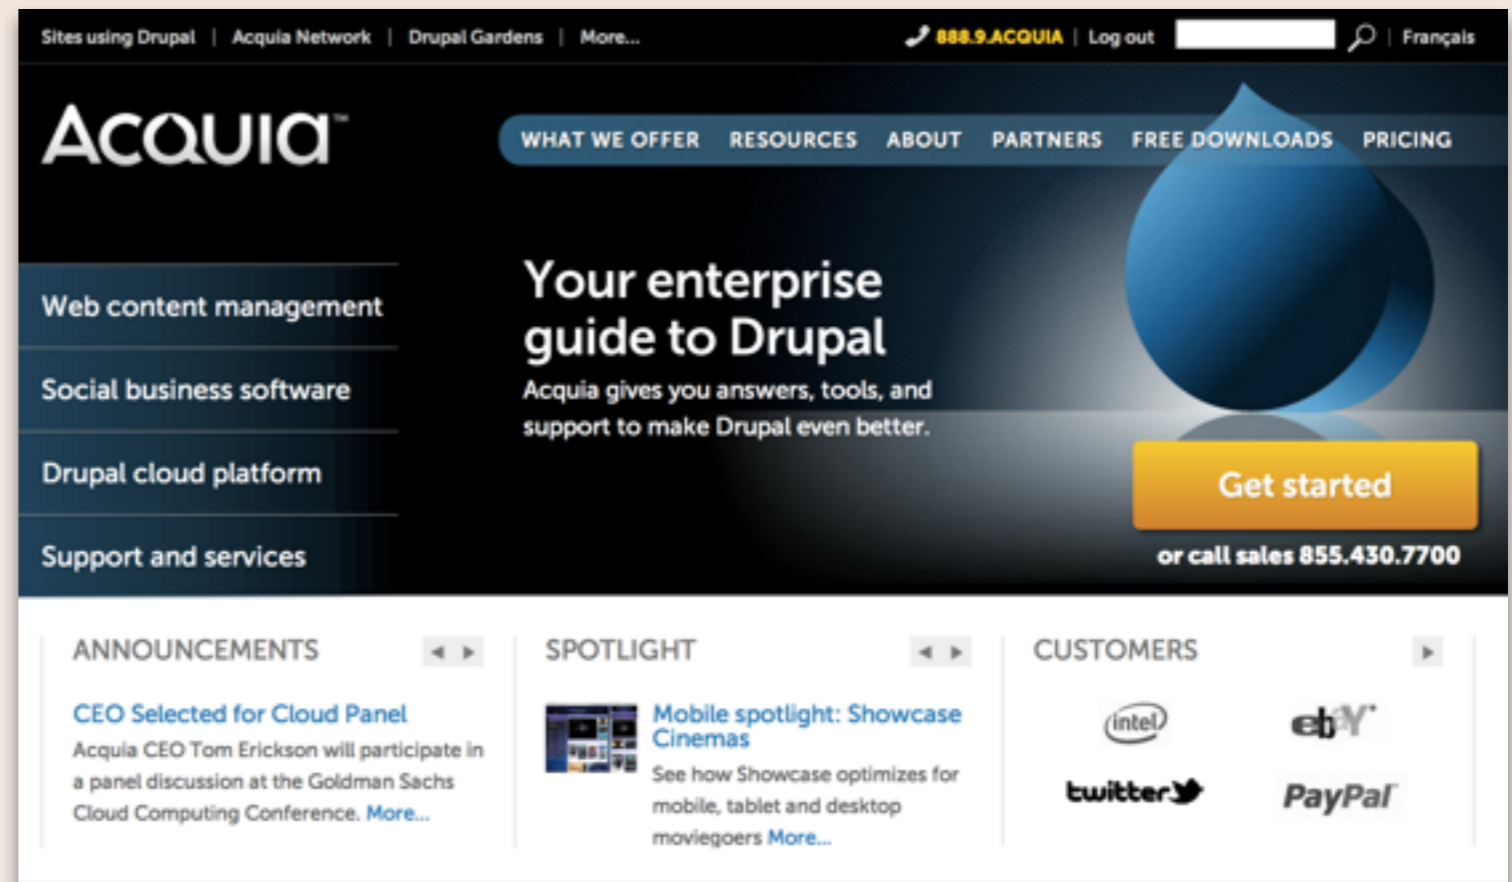 Sites using Drupal | Acquia Network | Drupal Gardens | More...
888.9.ACQUIA | Log out | Français
ACQUIA™
WHAT WE OFFER RESOURCES ABOUT PARTNERS FREE DOWNLOADS PRICING
Web content management
Social business software
Drupal cloud platform
Support and services
Your enterprise
guide to Drupal
Acquia gives you answers, tools, and
support to make Drupal even better.
Get started
or call sales 855.430.7700
ANNOUNCEMENTS
CEO Selected for Cloud Panel
Acquia CEO Tom Erickson will participate in
a panel discussion at the Goldman Sachs
Cloud Computing Conference. More...
SPOTLIGHT
Mobile spotlight: Showcase
Cinemas
See how Showcase optimizes for
mobile, tablet and desktop
moviegoers More...
CUSTOMERS
intel ebY
twitter PayPal